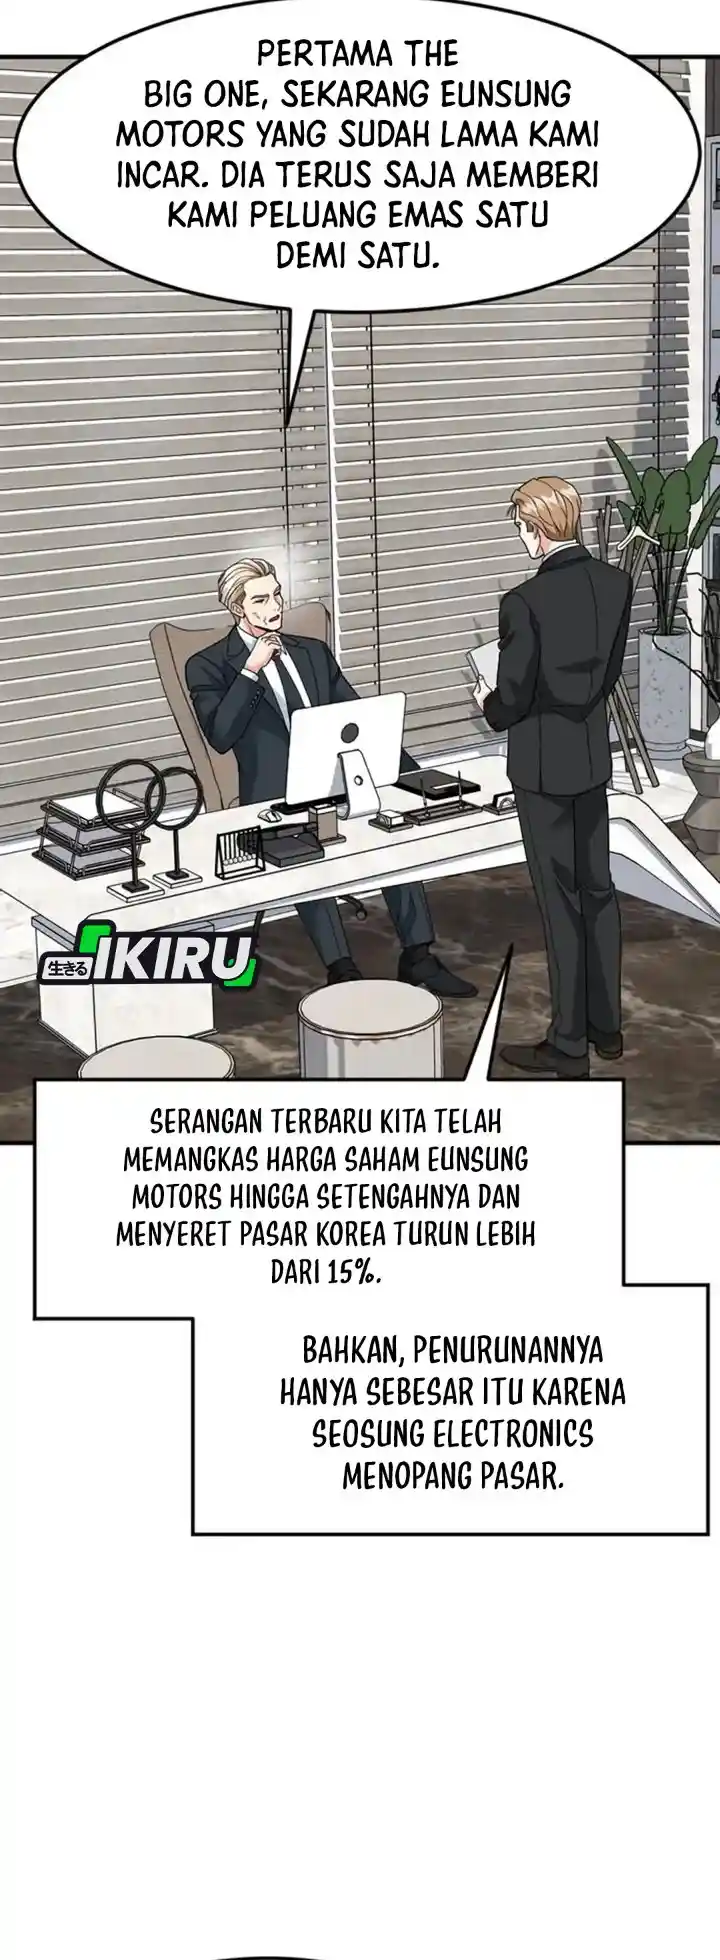 PERTAMA THE
BIG ONE, SEKARANG EUNSUNG
MOTORS YANG SUDAH LAMA KAMI
INCAR. DIA TERUS SAJA MEMBERI
KAMI PELUANG EMAS SATU
DEMI SATU.
生きる IKIRU
SERANGAN TERBARU KITA TELAH
MEMANGKAS HARGA SAHAM EUNSUNG
MOTORS HINGGA SETENGAHNYA DAN
MENYERET PASAR KOREA TURUN LEBIH
DARI 15%.
BAHKAN, PENURUNANNYA
HANYA SEBESAR ITU KARENA
SEOSUNG ELECTRONICS
MENOPANG PASAR.